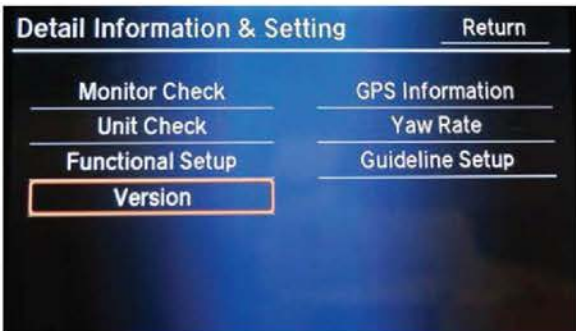 Detail Information & Setting
Return
Monitor Check
GPS Information
Unit Check
Yaw Rate
Functional Setup
Guideline Setup
Version